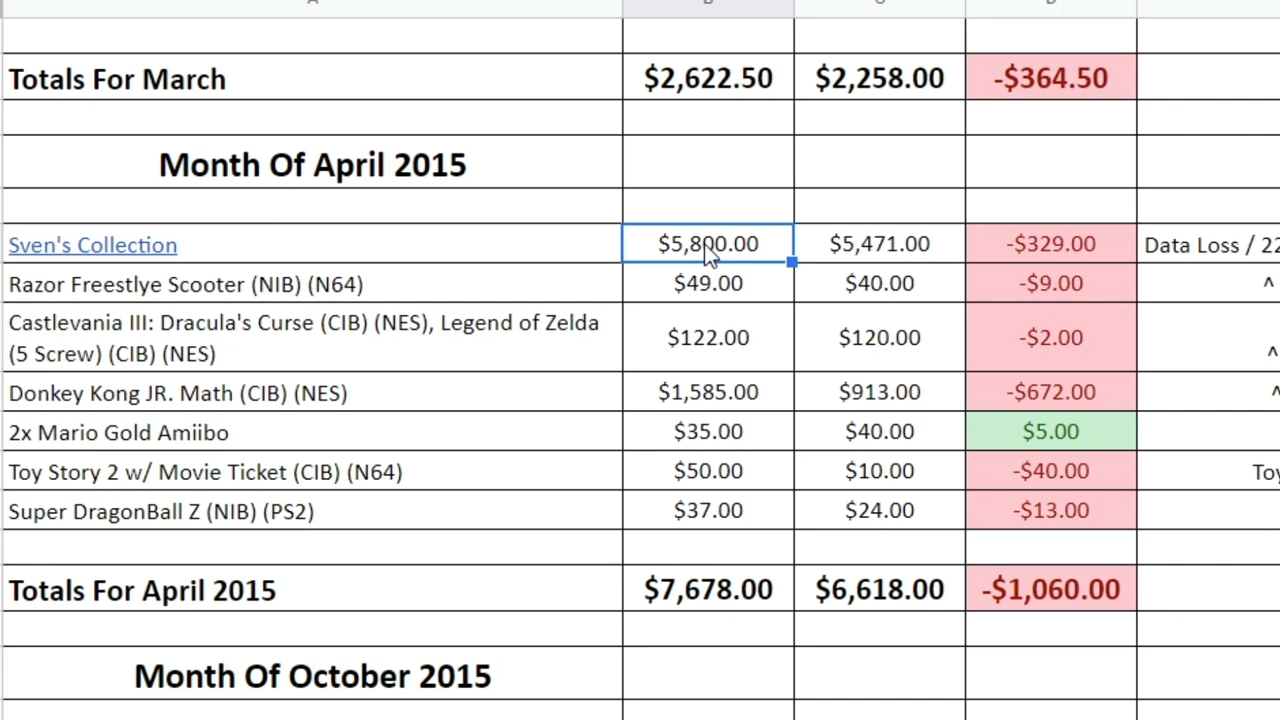 Totals For March $2,622.50 $2,258.00 -$364.50
Month Of April 2015
Sven's Collection $5,800.00 $5,471.00 -$329.00 Data Loss / 22
Razor Freestlye Scooter (NIB) (N64) $49.00 $40.00 -$9.00 ^
Castlevania III: Dracula's Curse (CIB) (NES), Legend of Zelda
(5 Screw) (CIB) (NES) $122.00 $120.00 -$2.00 ^
Donkey Kong JR. Math (CIB) (NES) $1,585.00 $913.00 -$672.00 ^
2x Mario Gold Amiibo $35.00 $40.00 $5.00
Toy Story 2 w/ Movie Ticket (CIB) (N64) $50.00 $10.00 -$40.00 Toy
Super DragonBall Z (NIB) (PS2) $37.00 $24.00 -$13.00
Totals For April 2015 $7,678.00 $6,618.00 -$1,060.00
Month Of October 2015